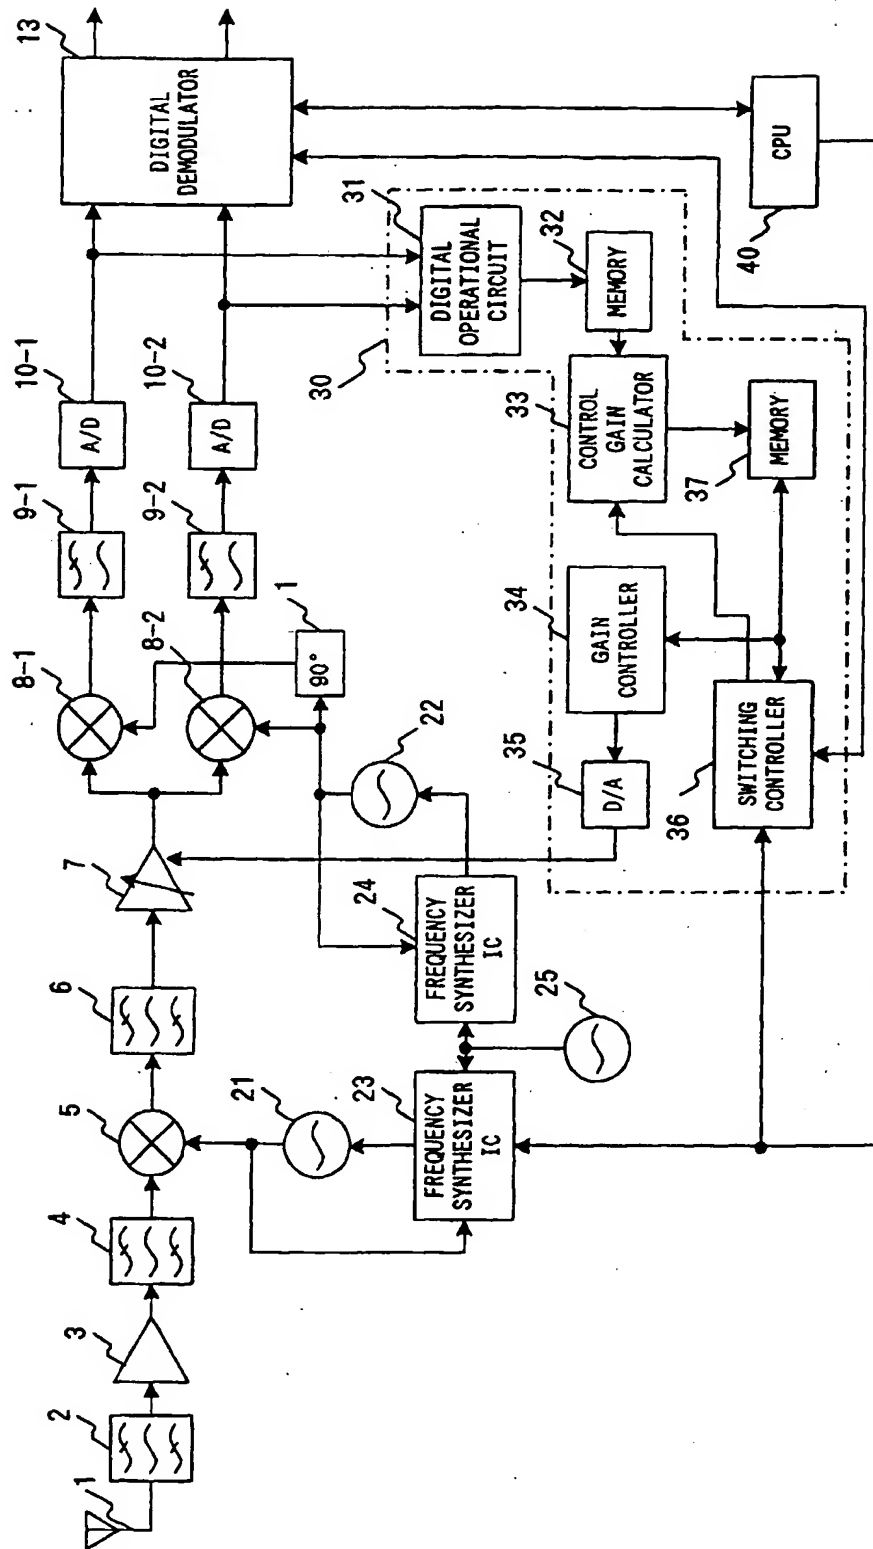 1
2
3
4
5
6
7
8-1
8-2
9-1
9-2
10-1
10-2
13
DIGITAL
DEMODULATOR
1
90°
22
21
23
FREQUENCY
SYNTHESIZER
IC
24
FREQUENCY
SYNTHESIZER
IC
25
30
31
DIGITAL
OPERATIONAL
CIRCUIT
32
MEMORY
33
CONTROL
GAIN
CALCULATOR
34
GAIN
CONTROLLER
35
D/A
36
SWITCHING
CONTROLLER
37
MEMORY
A/D
A/D
40
CPU